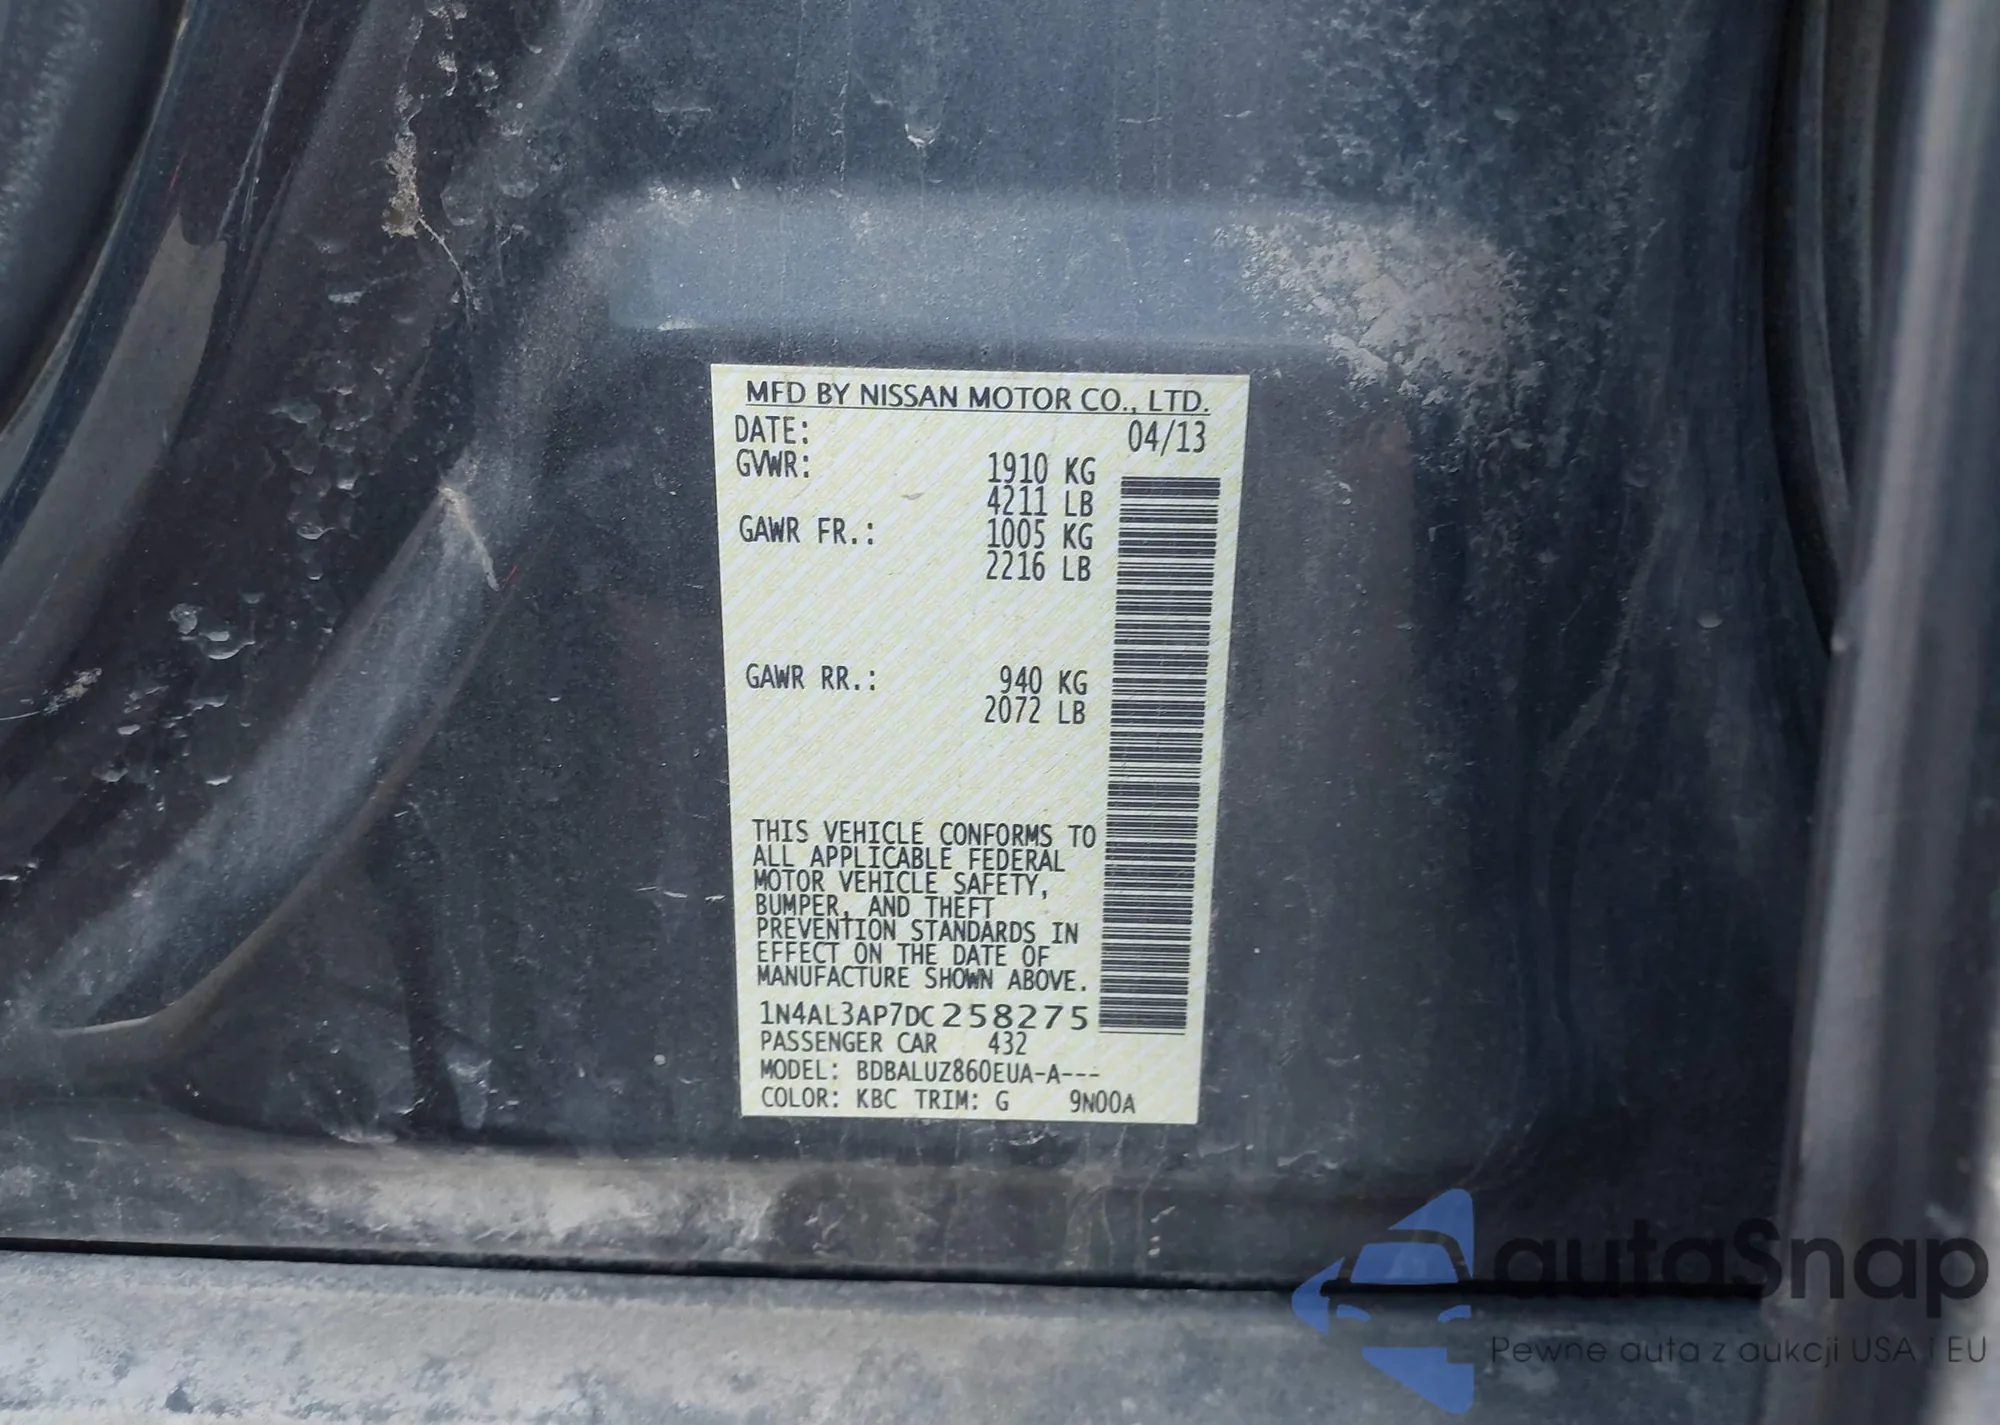 MFD BY NISSAN MOTOR CO., LTD.
DATE: 04/13
GVWR: 1910 KG
4211 LB
GAWR FR.: 1005 KG
2216 LB
GAWR RR.: 940 KG
2072 LB
THIS VEHICLE CONFORMS TO
ALL APPLICABLE FEDERAL
MOTOR VEHICLE SAFETY,
BUMPER, AND THEFT
PREVENTION STANDARDS IN
EFFECT ON THE DATE OF
MANUFACTURE SHOWN ABOVE.
1N4AL3AP7DC258275
PASSENGER CAR 432
MODEL: BDBALUZ860EUA-A---
COLOR: KBC TRIM: G 9N00A
autaSnap
Pewne auta z aukcji USA i EU